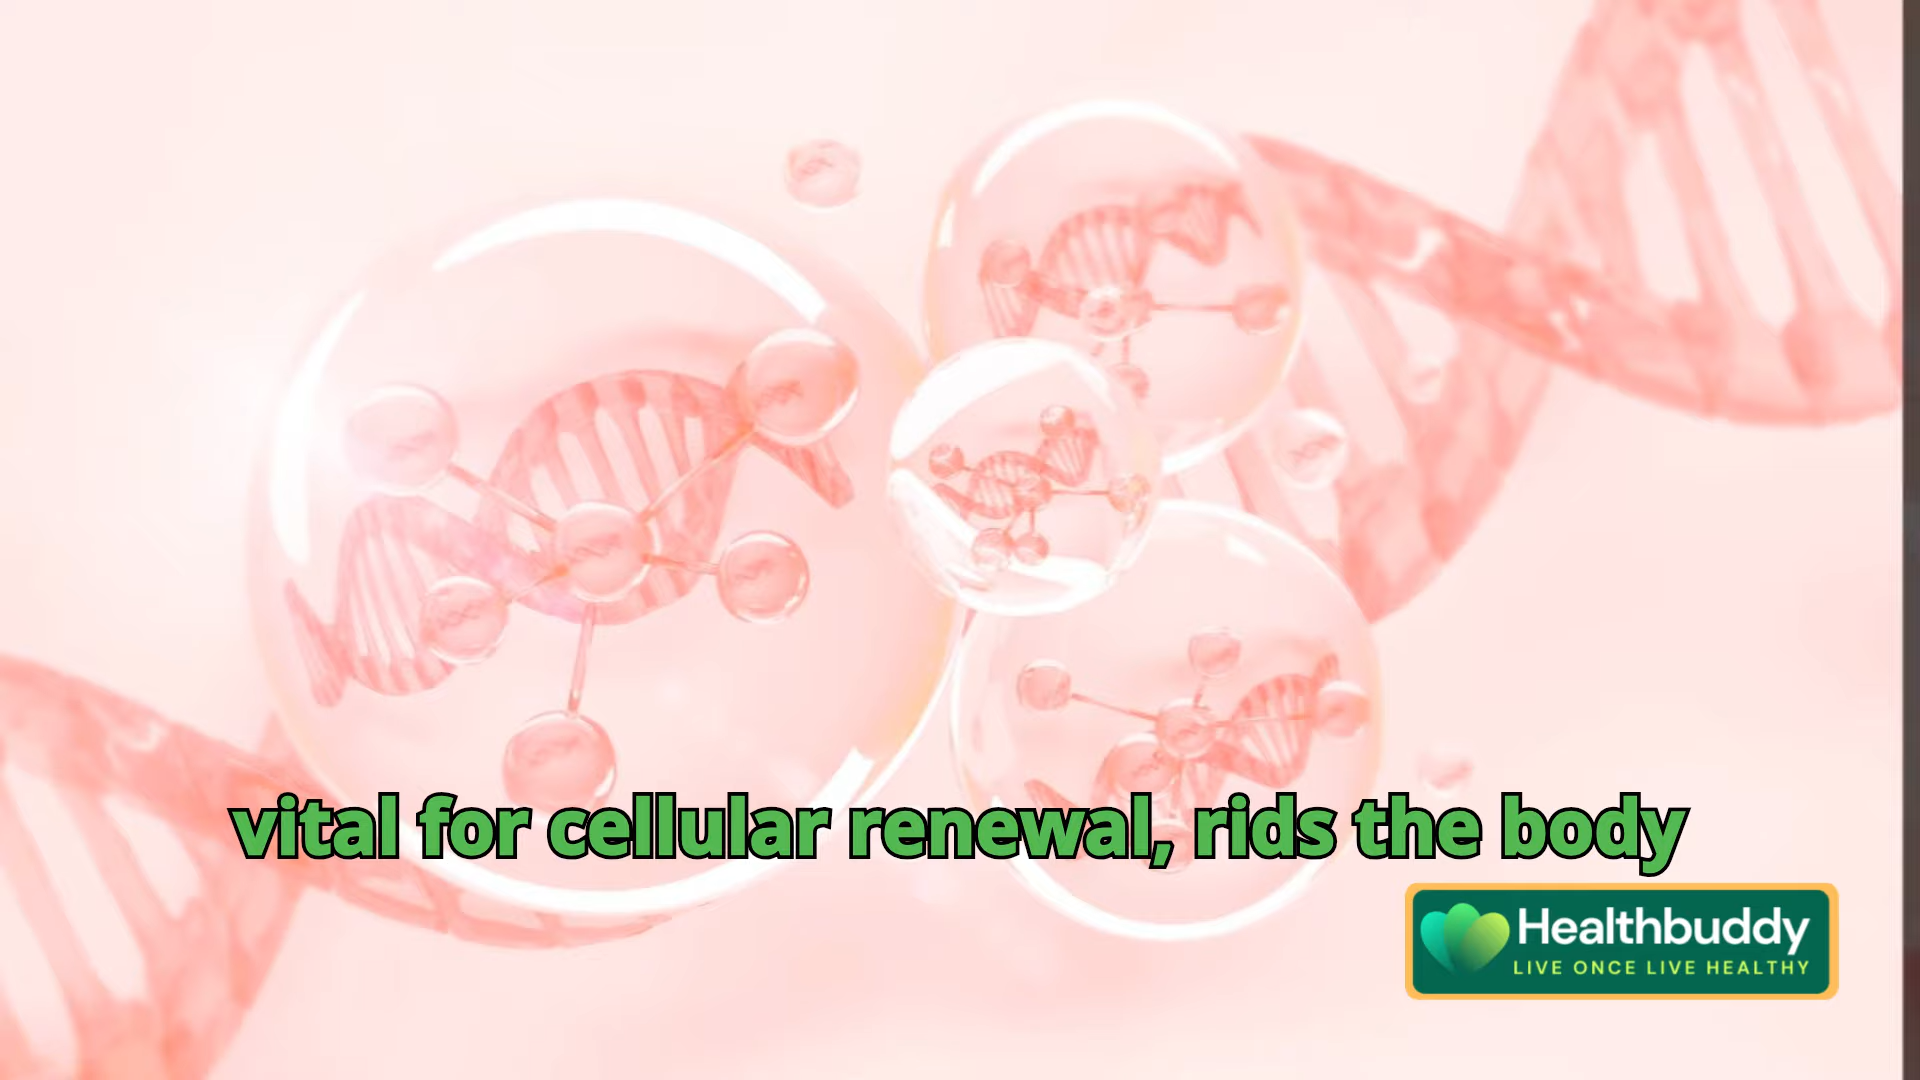 vital for cellular renewal, rids the body
Healthbuddy
LIVE ONCE LIVE HEALTHY